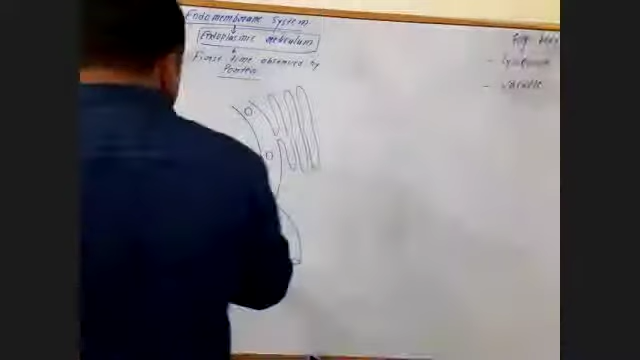 Endomembrane System
Endoplasmic Reticulum
First time observed by
Porter
- Lysosome
- Vacuole